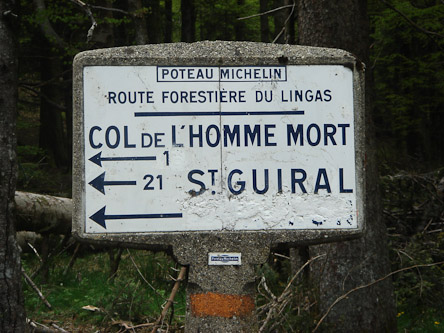 POTEAU MICHELIN
ROUTE FORESTIÈRE DU LINGAS
COL DE L'HOMME MORT
1
21 ST GUIRAL